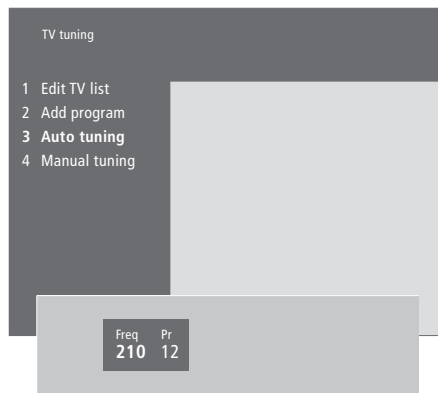 TV tuning
1 Edit TV list
2 Add program
3 Auto tuning
4 Manual tuning
Freq Pr
210 12